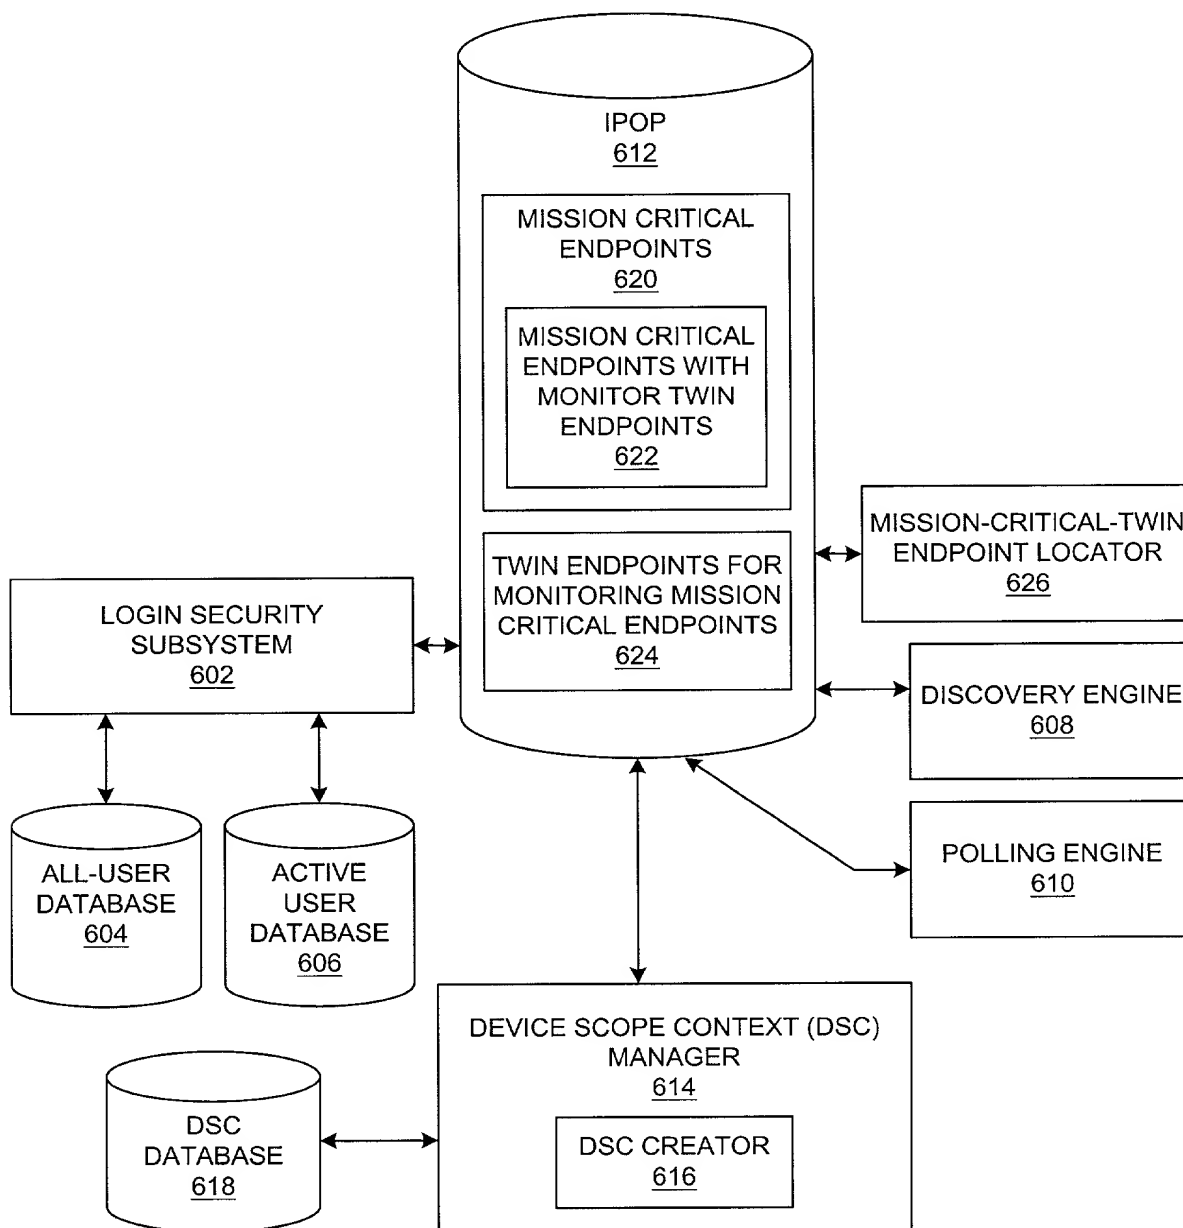 IPOP
612
MISSION CRITICAL
ENDPOINTS
620
MISSION CRITICAL
ENDPOINTS WITH
MONITOR TWIN
ENDPOINTS
622
TWIN ENDPOINTS FOR
MONITORING MISSION
CRITICAL ENDPOINTS
624
MISSION-CRITICAL-TWIN
ENDPOINT LOCATOR
626
LOGIN SECURITY
SUBSYSTEM
602
DISCOVERY ENGINE
608
ALL-USER
DATABASE
604
ACTIVE
USER
DATABASE
606
POLLING ENGINE
610
DEVICE SCOPE CONTEXT (DSC)
MANAGER
614
DSC CREATOR
616
DSC
DATABASE
618